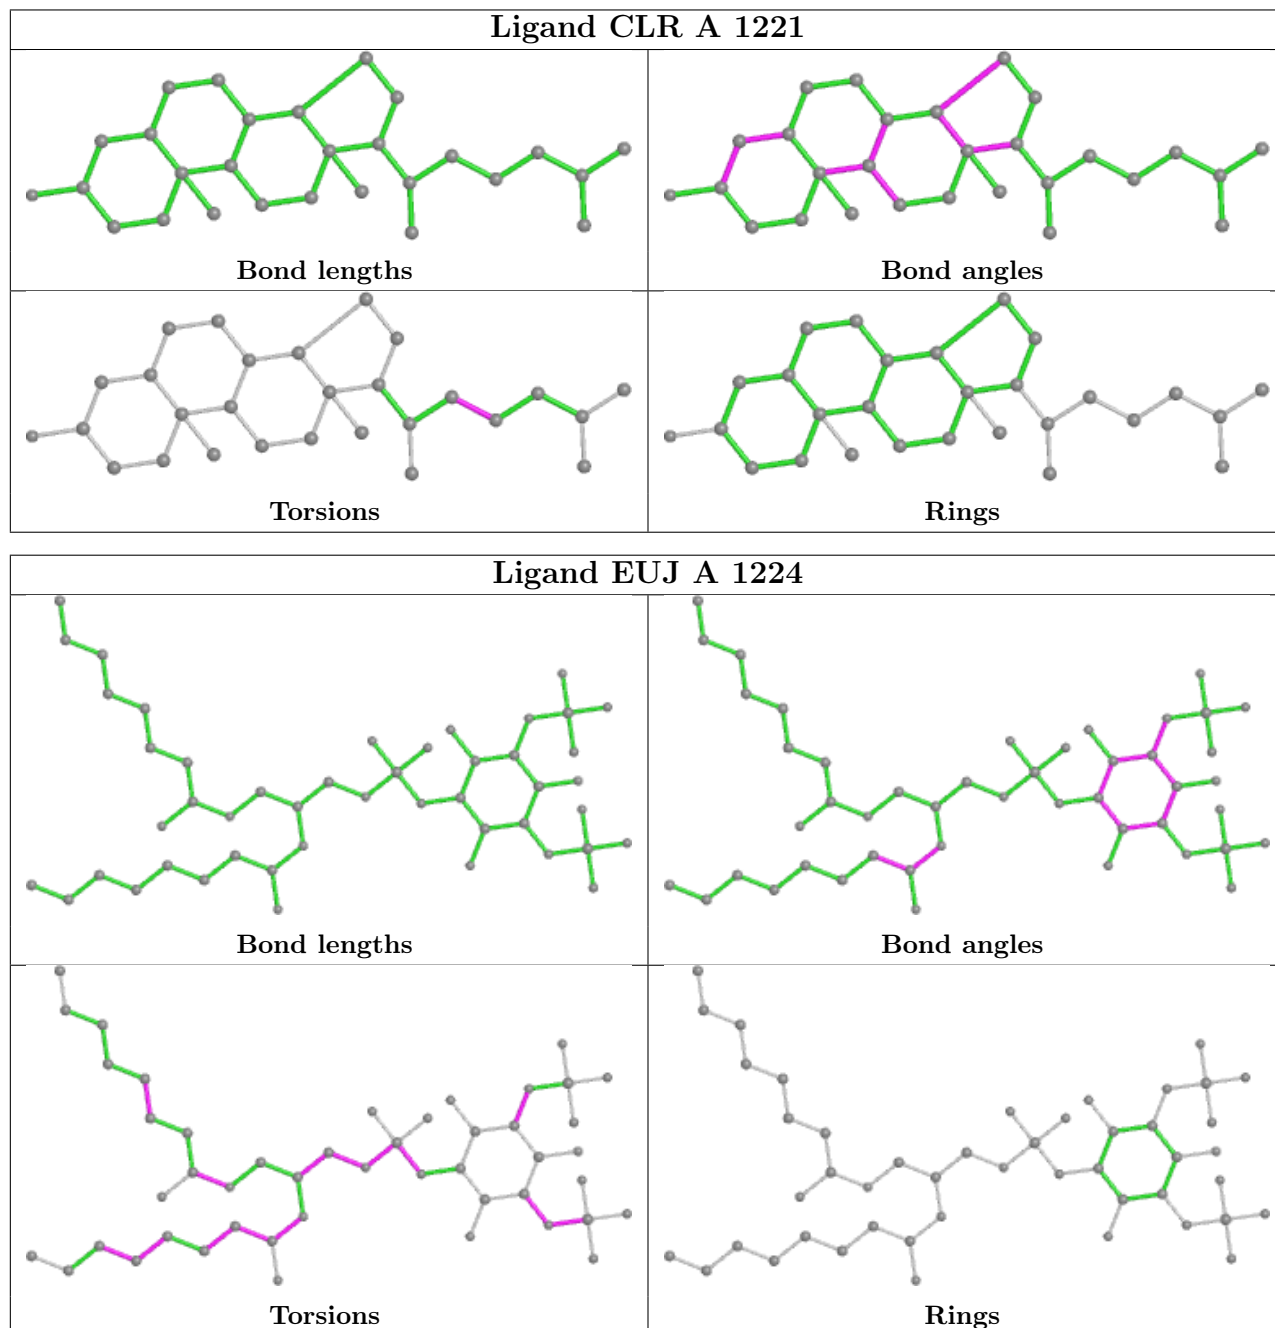 Ligand CLR A 1221
Bond lengths
Bond angles
Torsions
Rings
Ligand EUJ A 1224
Bond lengths
Bond angles
Torsions
Rings